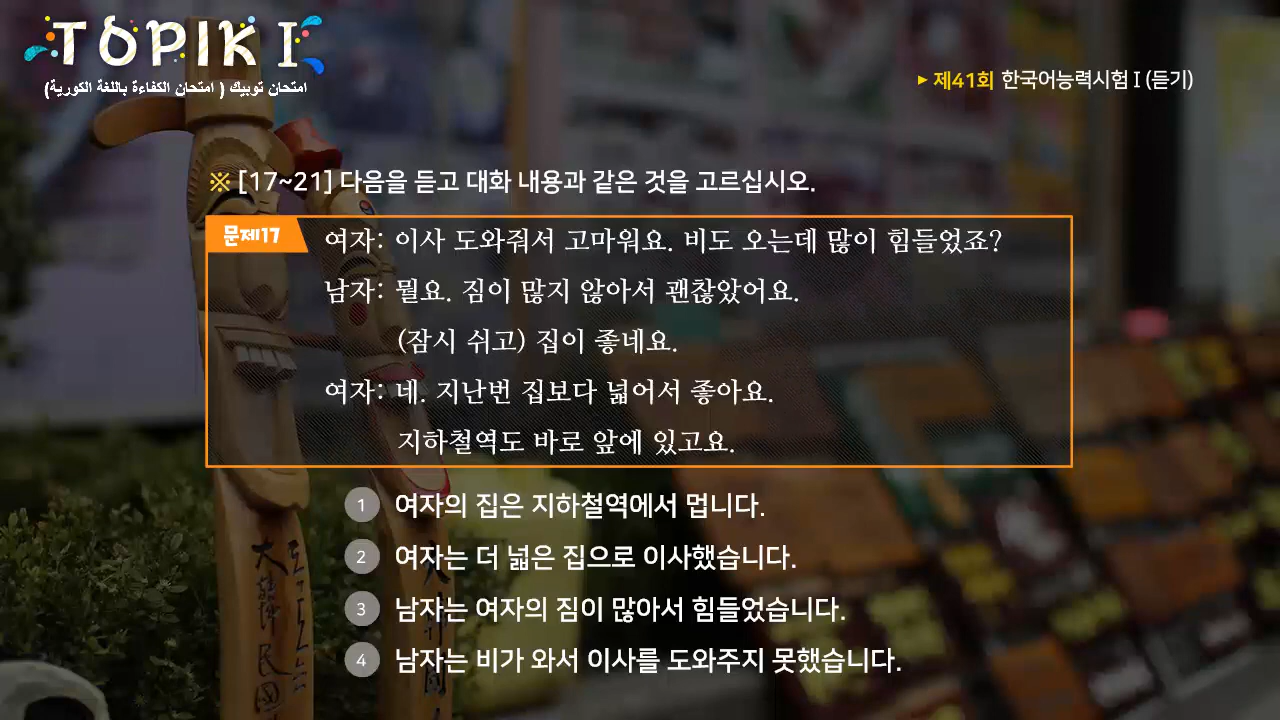 TOPIK I
امتحان توبيك ( امتحان الكفاءة باللغة الكورية)
▸ 제41회 한국어능력시험 I (듣기)
※ [17~21] 다음을 듣고 대화 내용과 같은 것을 고르십시오.
문제17
여자: 이사 도와줘서 고마워요. 비도 오는데 많이 힘들었죠?
남자: 뭘요. 짐이 많지 않아서 괜찮았어요.
(잠시 쉬고) 집이 좋네요.
여자: 네. 지난번 집보다 넓어서 좋아요.
지하철역도 바로 앞에 있고요.
1 여자의 집은 지하철역에서 멉니다.
2 여자는 더 넓은 집으로 이사했습니다.
3 남자는 여자의 짐이 많아서 힘들었습니다.
4 남자는 비가 와서 이사를 도와주지 못했습니다.